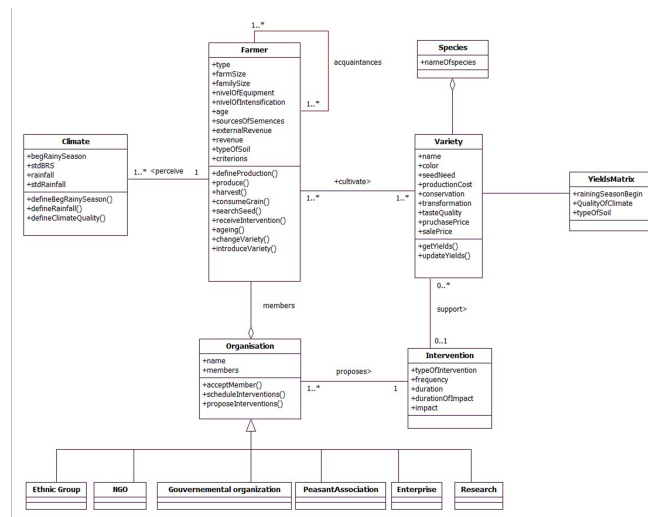 1..*
Farmer
+type
+farmSize
+familySize
+nivelOfEquipment
+nivelOfIntensification
+age
+sourcesOfSemences
+externalRevenue
+revenue
+typeOfSoil
+criterions
+defineProduction()
+produce()
+harvest()
+consumeGrain()
+searchSeed()
+receiveIntervention()
+ageing()
+changeVariety()
+introduceVariety()
acquaintances
1..*
Species
+nameOfspecies
Climate
+begRainySeason
+stdBRS
+rainfall
+stdRainfall
+defineBegRainySeason()
+defineRainfall()
+defineClimateQuality()
1..* <perceive 1
+cultivate>
1..* 1..*
Variety
+name
+color
+seedNeed
+productionCost
+conservation
+transformation
+tasteQuality
+pruchasePrice
+salePrice
+getYields()
+updateYields()
YieldsMatrix
+rainingSeasonBegin
+QualityOfClimate
+typeOfSoil
0..*
support>
0..1
members
Organisation
+name
+members
+acceptMember()
+scheduleInterventions()
+proposeInterventions()
proposes>
1..* 1
Intervention
+typeOfIntervention
+frequency
+duration
+durationOfImpact
+impact
Ethnic Group
NGO
Gouvernemental organization
PeasantAssociation
Enterprise
Research